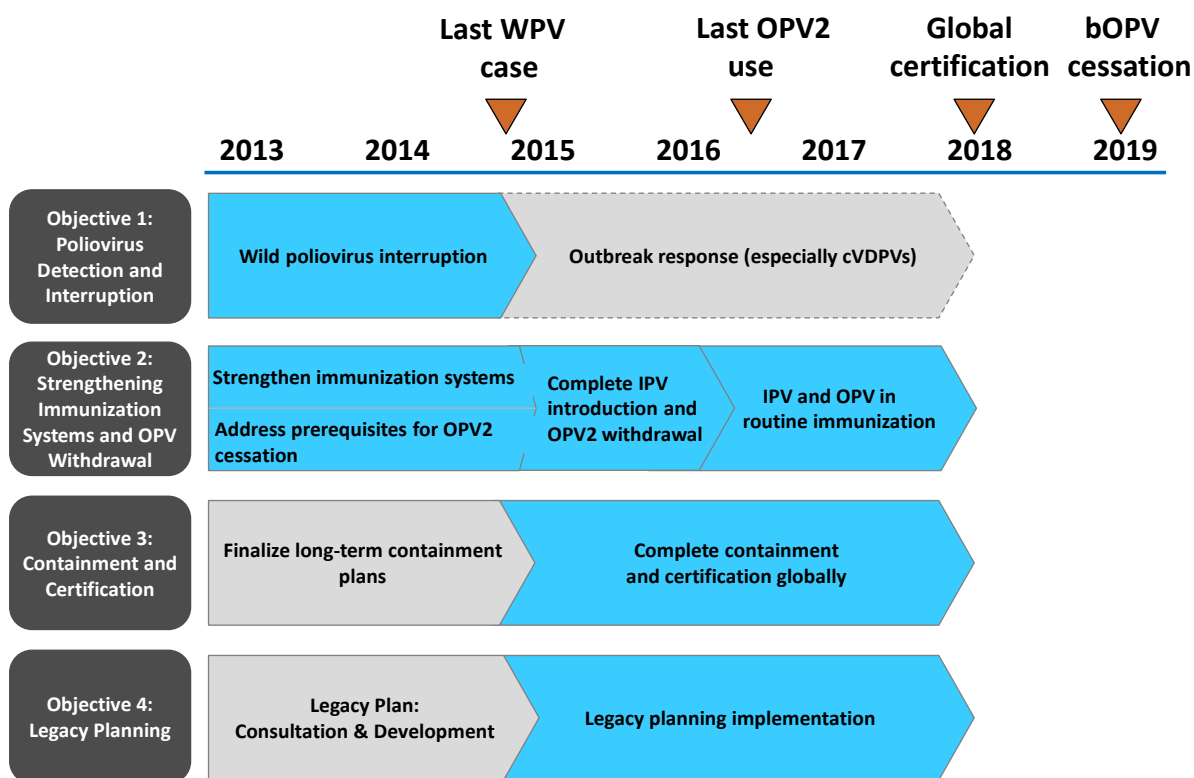 Last WPV
case
Last OPV2
use
Global
certification
bOPV
cessation
2013
2014
2015
2016
2017
2018
2019
Objective 1:
Poliovirus
Detection and
Interruption
Wild poliovirus interruption
Outbreak response (especially cVDPVs)
Objective 2:
Strengthening
Immunization
Systems and OPV
Withdrawal
Strengthen immunization systems
Address prerequisites for OPV2
cessation
Complete IPV
introduction and
OPV2 withdrawal
IPV and OPV in
routine immunization
Objective 3:
Containment and
Certification
Finalize long-term containment
plans
Complete containment
and certification globally
Objective 4:
Legacy Planning
Legacy Plan:
Consultation & Development
Legacy planning implementation